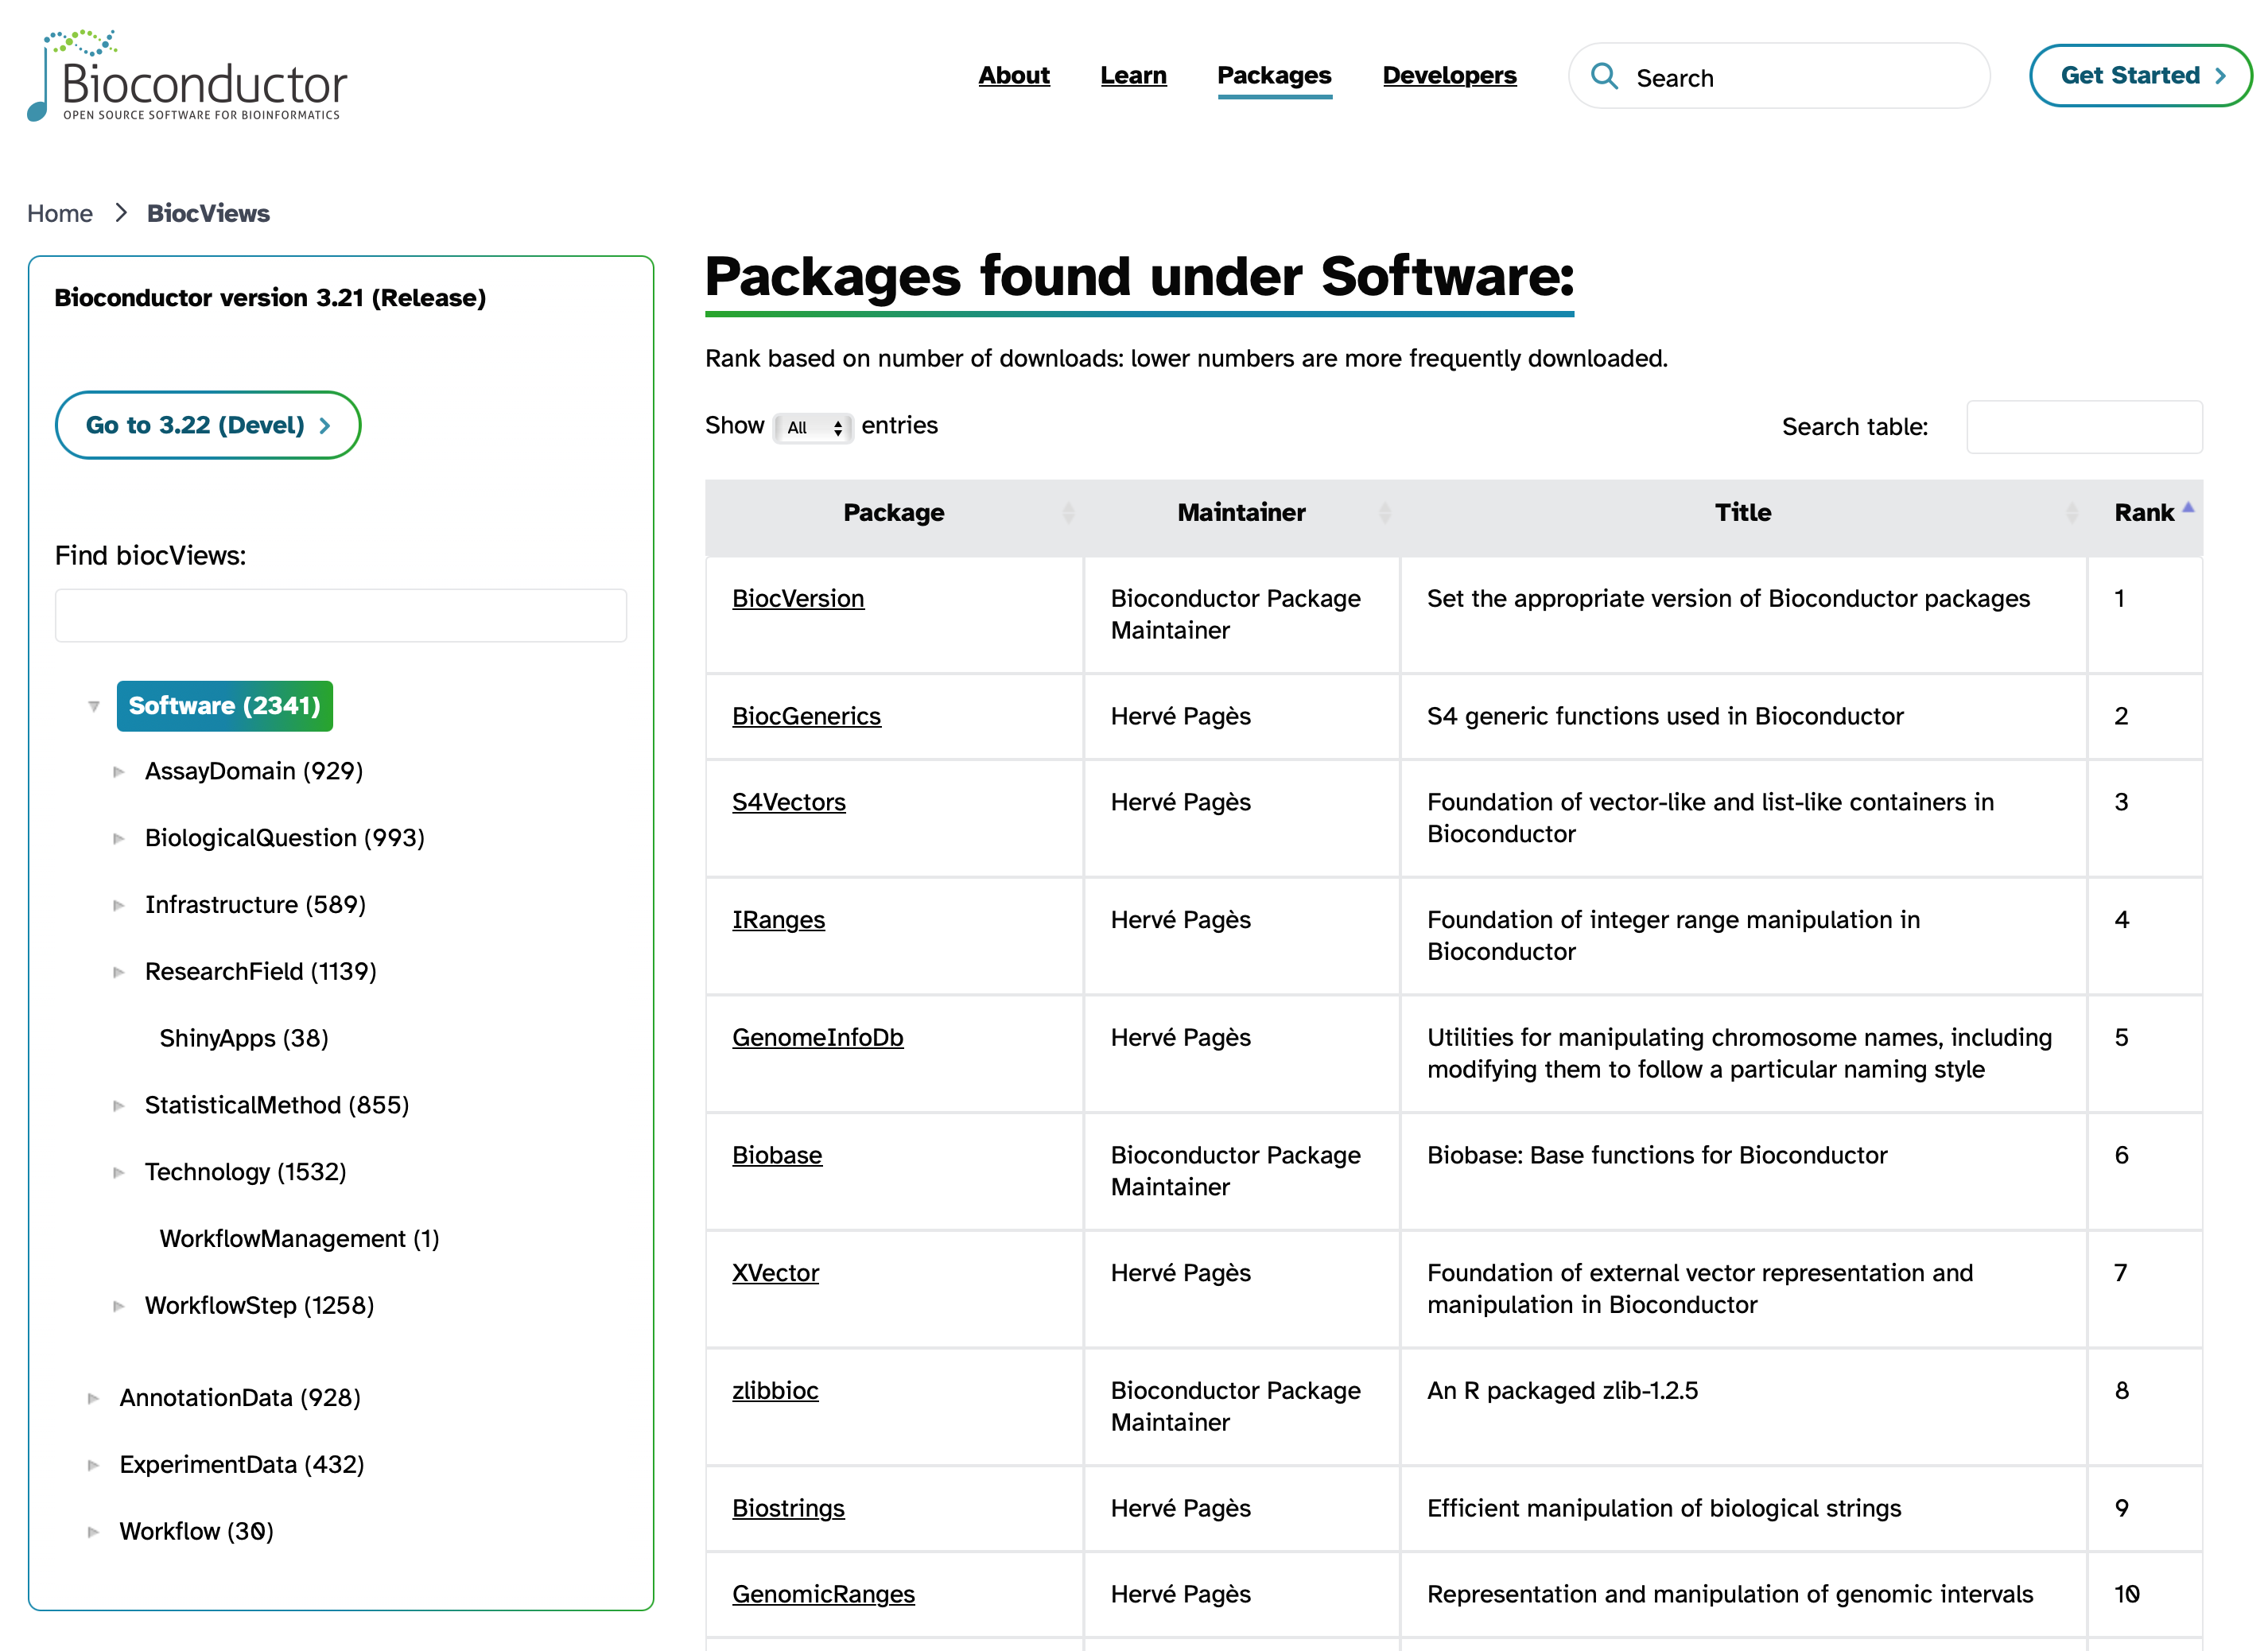 Bioconductor
OPEN SOURCE SOFTWARE FOR BIOINFORMATICS
About
Learn
Packages
Developers
Search
Get Started
Home > BiocViews
Bioconductor version 3.21 (Release)
Go to 3.22 (Devel)
Find biocViews:
Software (2341)
AssayDomain (929)
BiologicalQuestion (993)
Infrastructure (589)
ResearchField (1139)
ShinyApps (38)
StatisticalMethod (855)
Technology (1532)
WorkflowManagement (1)
WorkflowStep (1258)
AnnotationData (928)
ExperimentData (432)
Workflow (30)
Packages found under Software:
Rank based on number of downloads: lower numbers are more frequently downloaded.
Show All entries
Search table:
Package Maintainer Title Rank
BiocVersion
Bioconductor Package
Maintainer
Set the appropriate version of Bioconductor packages
1
BiocGenerics
Hervé Pagès
S4 generic functions used in Bioconductor
2
S4Vectors
Hervé Pagès
Foundation of vector-like and list-like containers in
Bioconductor
3
IRanges
Hervé Pagès
Foundation of integer range manipulation in
Bioconductor
4
GenomeInfoDb
Hervé Pagès
Utilities for manipulating chromosome names, including
modifying them to follow a particular naming style
5
Biobase
Bioconductor Package
Maintainer
Biobase: Base functions for Bioconductor
6
XVector
Hervé Pagès
Foundation of external vector representation and
manipulation in Bioconductor
7
zlibbioc
Bioconductor Package
Maintainer
An R packaged zlib-1.2.5
8
Biostrings
Hervé Pagès
Efficient manipulation of biological strings
9
GenomicRanges
Hervé Pagès
Representation and manipulation of genomic intervals
10